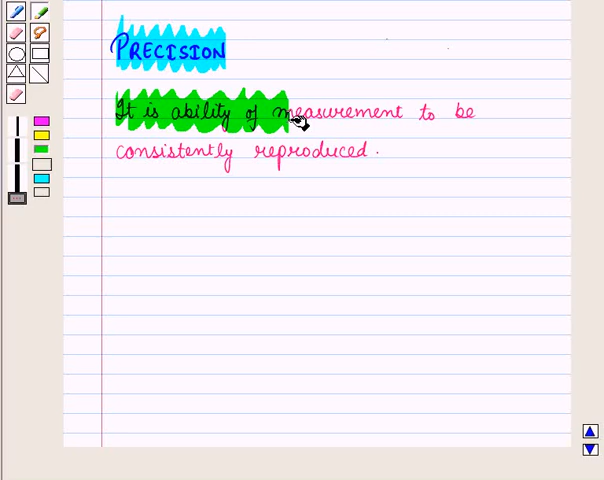 PRECISION
It is ability of measurement to be
consistently reproduced.